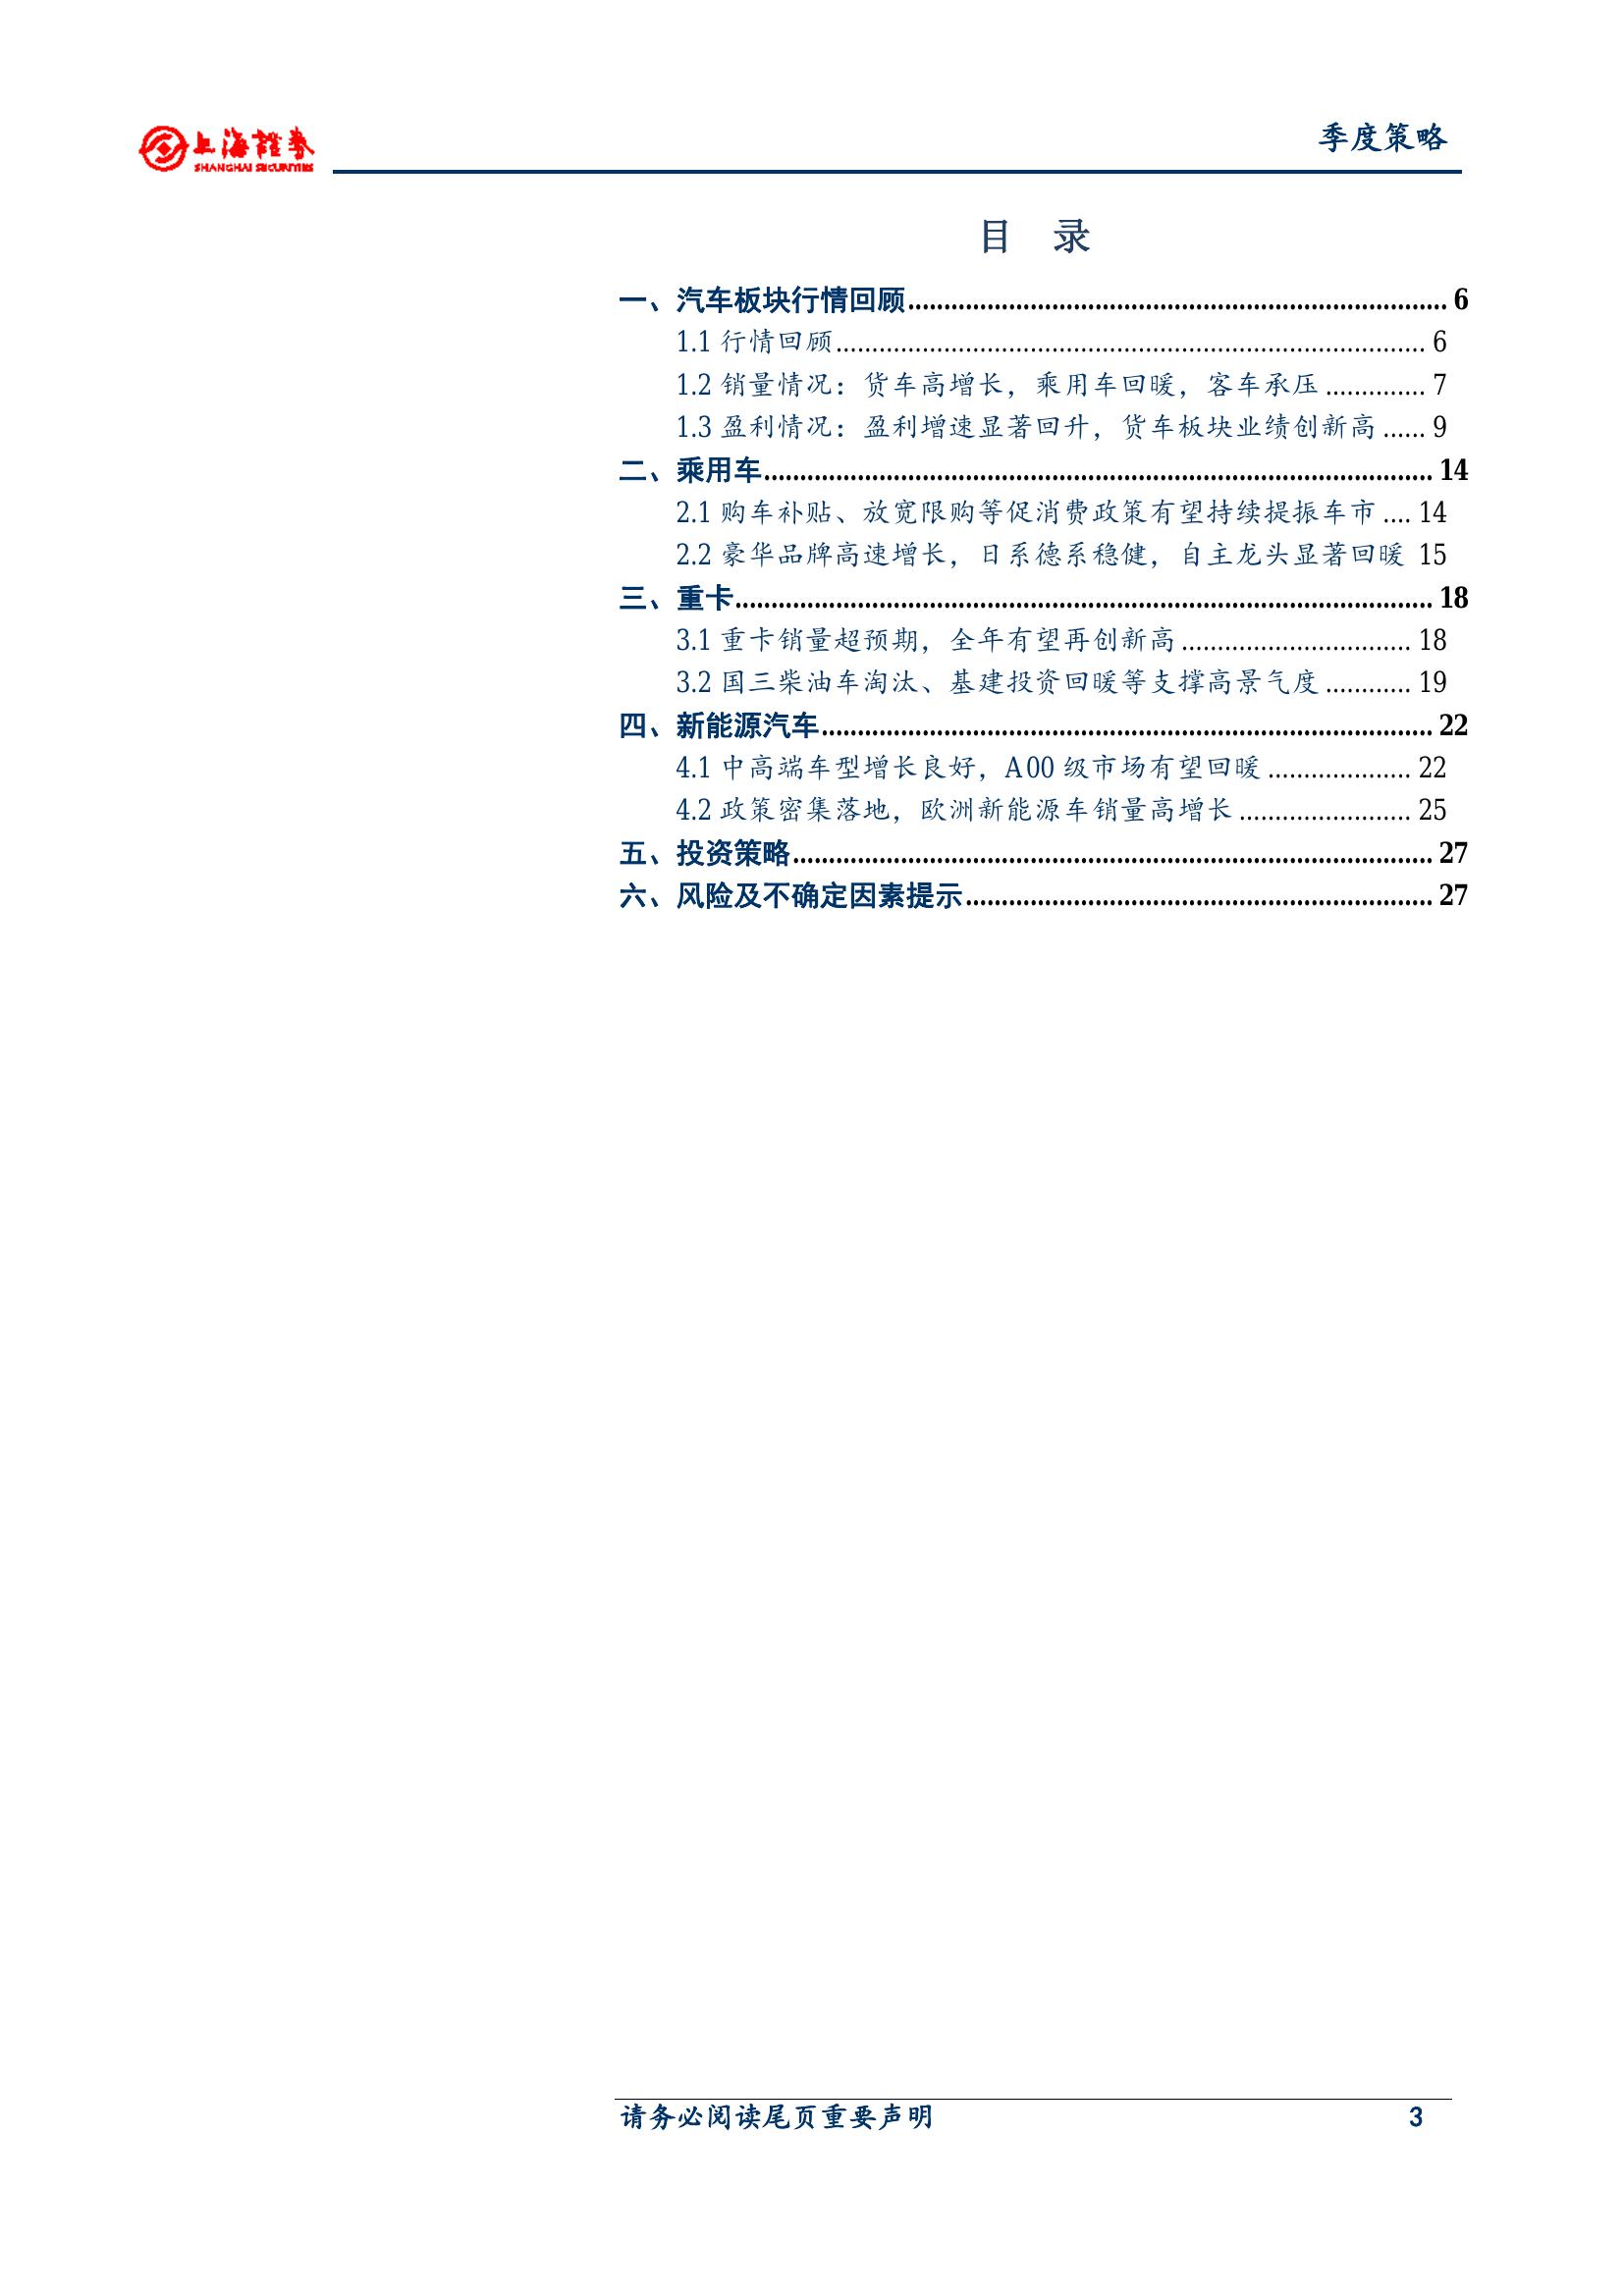 上海證券
SHANGHAI SECURITIES
季度策略
目 录
一、汽车板块行情回顾........................................................................... 6
1.1 行情回顾.................................................................................. 6
1.2 销量情况：货车高增长，乘用车回暖，客车承压.............. 7
1.3 盈利情况：盈利增速显著回升，货车板块业绩创新高...... 9
二、乘用车............................................................................................. 14
2.1 购车补贴、放宽限购等促消费政策有望持续提振车市.... 14
2.2 豪华品牌高速增长，日系德系稳健，自主龙头显著回暖 15
三、重卡................................................................................................. 18
3.1 重卡销量超预期，全年有望再创新高................................ 18
3.2 国三柴油车淘汰、基建投资回暖等支撑高景气度............ 19
四、新能源汽车..................................................................................... 22
4.1 中高端车型增长良好，A00 级市场有望回暖.................... 22
4.2 政策密集落地，欧洲新能源车销量高增长........................ 25
五、投资策略......................................................................................... 27
六、风险及不确定因素提示................................................................. 27
请务必阅读尾页重要声明 3